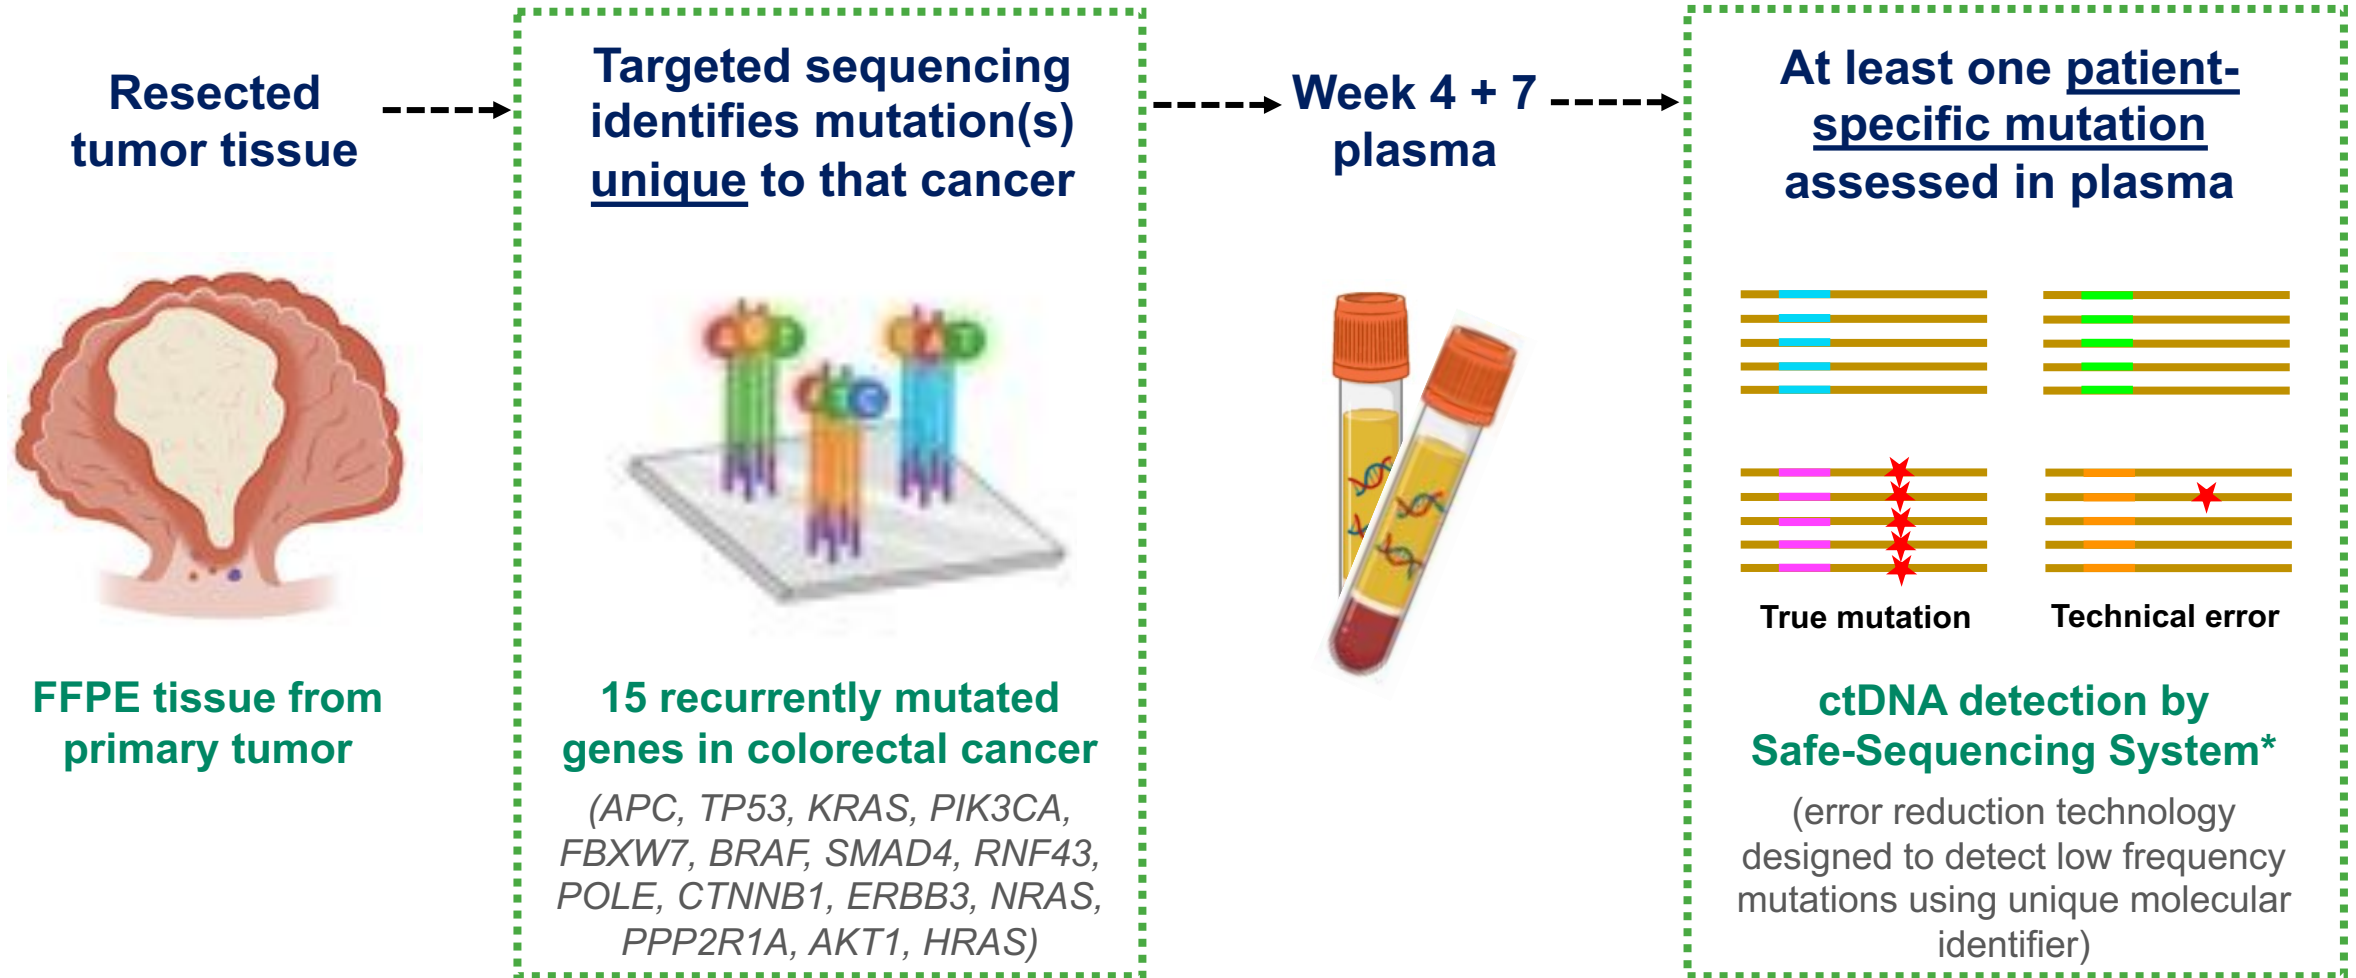 Resected
tumor tissue
FFPE tissue from
primary tumor
Targeted sequencing
identifies mutation(s)
unique to that cancer
15 recurrently mutated
genes in colorectal cancer
(APC, TP53, KRAS, PIK3CA,
FBXW7, BRAF, SMAD4, RNF43,
POLE, CTNNB1, ERBB3, NRAS,
PPP2R1A, AKT1, HRAS)
Week 4 + 7
plasma
At least one patient-
specific mutation
assessed in plasma
True mutation
Technical error
ctDNA detection by
Safe-Sequencing System*
(error reduction technology
designed to detect low frequency
mutations using unique molecular
identifier)